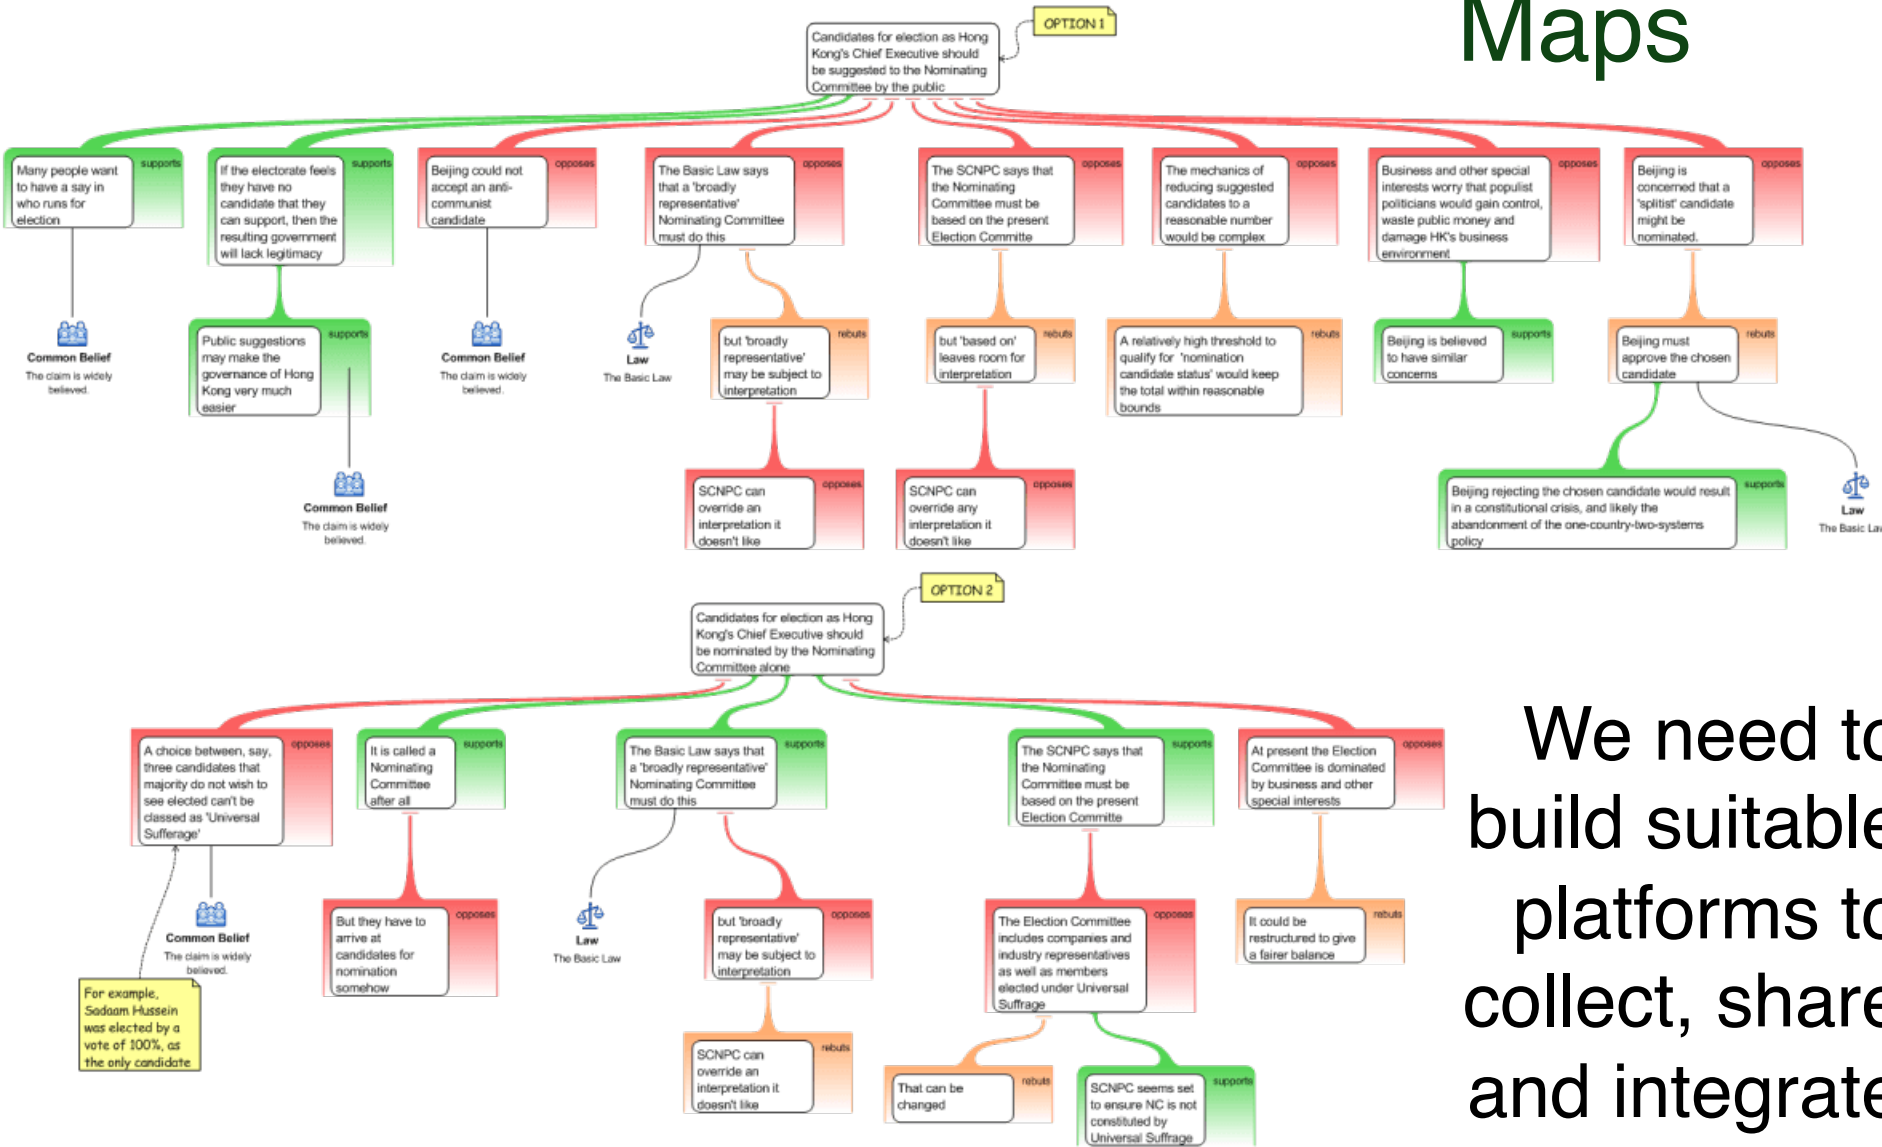 Maps
OPTION 1
Candidates for election as Hong
Kong's Chief Executive should
be suggested to the Nominating
Committee by the public
supports
Many people want
to have a say in
who runs for
election
supports
If the electorate feels
they have no
candidate that they
can support, then the
resulting government
will lack legitimacy
opposes
Beijing could not
accept an anti-
communist
candidate
opposes
The Basic Law says
that a 'broadly
representative'
Nominating Committee
must do this
opposes
The SCNPC says that
the Nominating
Committee must be
based on the present
Election Committe
opposes
The mechanics of
reducing suggested
candidates to a
reasonable number
would be complex
opposes
Business and other special
interests worry that populist
politicians would gain control,
waste public money and
damage HK's business
environment
opposes
Beijing is
concerned that a
'splitist' candidate
might be
nominated.
Common Belief
The claim is widely
believed.
supports
Public suggestions
may make the
governance of Hong
Kong very much
easier
Common Belief
The claim is widely
believed.
Law
The Basic Law
rebuts
but 'broadly
representative'
may be subject to
interpretation
rebuts
but 'based on'
leaves room for
interpretation
rebuts
A relatively high threshold to
qualify for 'nomination
candidate status' would keep
the total within reasonable
bounds
supports
Beijing is believed
to have similar
concerns
rebuts
Beijing must
approve the chosen
candidate
Common Belief
The claim is widely
believed.
opposes
SCNPC can
override an
interpretation it
doesn't like
opposes
SCNPC can
override any
interpretation it
doesn't like
supports
Beijing rejecting the chosen candidate would result
in a constitutional crisis, and likely the
abandonment of the one-country-two-systems
policy
Law
The Basic Law
OPTION 2
Candidates for election as Hong
Kong's Chief Executive should
be nominated by the Nominating
Committee alone
opposes
A choice between, say,
three candidates that
majority do not wish to
see elected can't be
classed as 'Universal
Sufferage'
supports
It is called a
Nominating
Committee
after all
supports
The Basic Law says that
a 'broadly representative'
Nominating Committee
must do this
supports
The SCNPC says that
the Nominating
Committee must be
based on the present
Election Committe
opposes
At present the Election
Committee is dominated
by business and other
special interests
Common Belief
The claim is widely
believed.
For example,
Sadaam Hussein
was elected by a
vote of 100%, as
the only candidate
opposes
But they have to
arrive at
candidates for
nomination
somehow
Law
The Basic Law
opposes
but 'broadly
representative'
may be subject to
interpretation
opposes
The Election Committee
includes companies and
industry representatives
as well as members
elected under Universal
Suffrage
rebuts
It could be
restructured to give
a fairer balance
rebuts
SCNPC can
override an
interpretation it
doesn't like
rebuts
That can be
changed
supports
SCNPC seems set
to ensure NC is not
constituted by
Universal Suffrage
We need to
build suitable
platforms to
collect, share
and integrate